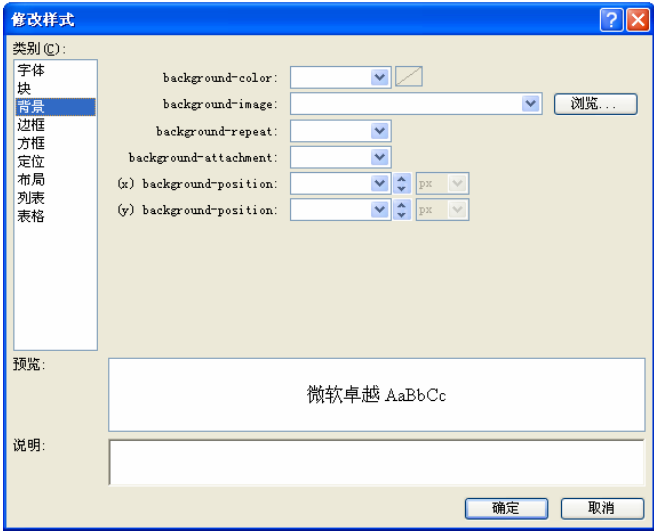 修改样式
类别(C):
字体
块
背景
边框
方框
定位
布局
列表
表格
background-color:
background-image:
浏览...
background-repeat:
background-attachment:
(x) background-position:
px
(y) background-position:
px
预览:
微软卓越 AaBbCc
说明:
确定
取消